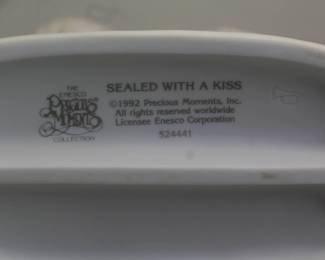 THE
ENESCO
PRECIOUS
MOMENTS
COLLECTION
SEALED WITH A KISS
©1992 Precious Moments, Inc.
All rights reserved worldwide
Licensee Enesco Corporation
524441